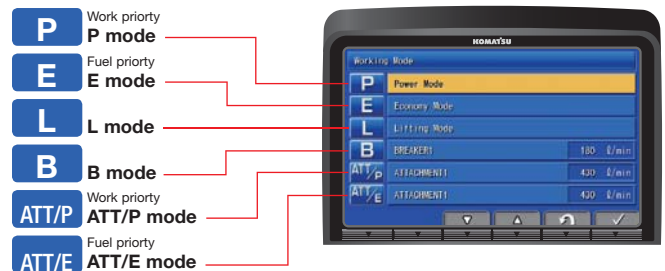 P
Work priorty
P mode
E
Fuel priorty
E mode
L
L mode
B
B mode
ATT/P
Work priorty
ATT/P mode
ATT/E
Fuel priorty
ATT/E mode
KOMATSU
Working Mode
P Power Mode
E Economy Mode
L Lifting Mode
B BREAKER1 180 ℓ/min
ATT/P ATTACHMENT1 430 ℓ/min
ATT/E ATTACHMENT1 430 ℓ/min